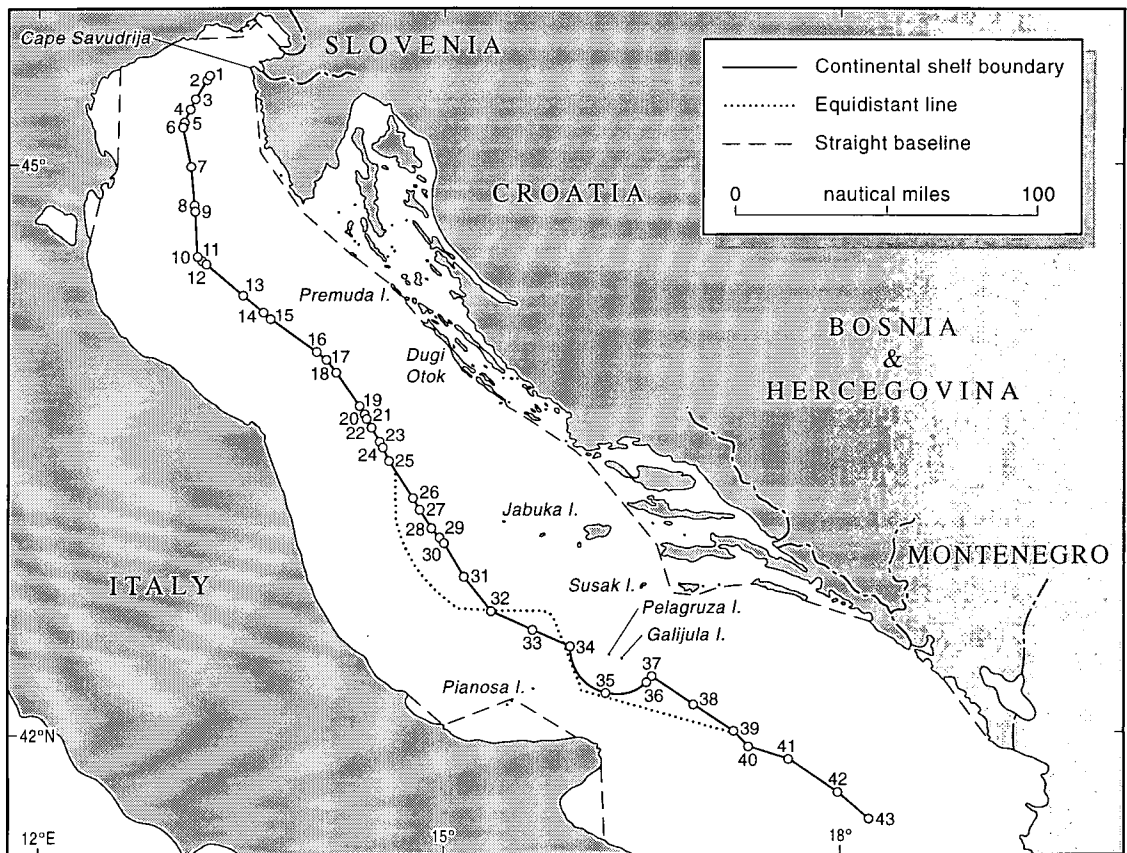 Cape Savudrija
SLOVENIA
Continental shelf boundary
Equidistant line
Straight baseline
0 nautical miles 100
1
2
3
4
5
6
45°
7
CROATIA
8
9
10
11
12
13
Premuda I.
14
15
BOSNIA
&
HERCEGOVINA
16
17
18
Dugi
Otok
19
20
21
22
23
24
25
26
27
Jabuka I.
28
29
30
MONTENEGRO
ITALY
31
32
Susak I.
Pelagruza I.
Galijula I.
33
34
35
36
37
Pianosa I.
38
39
40
41
42°N
42
43
12°E
15°
18°